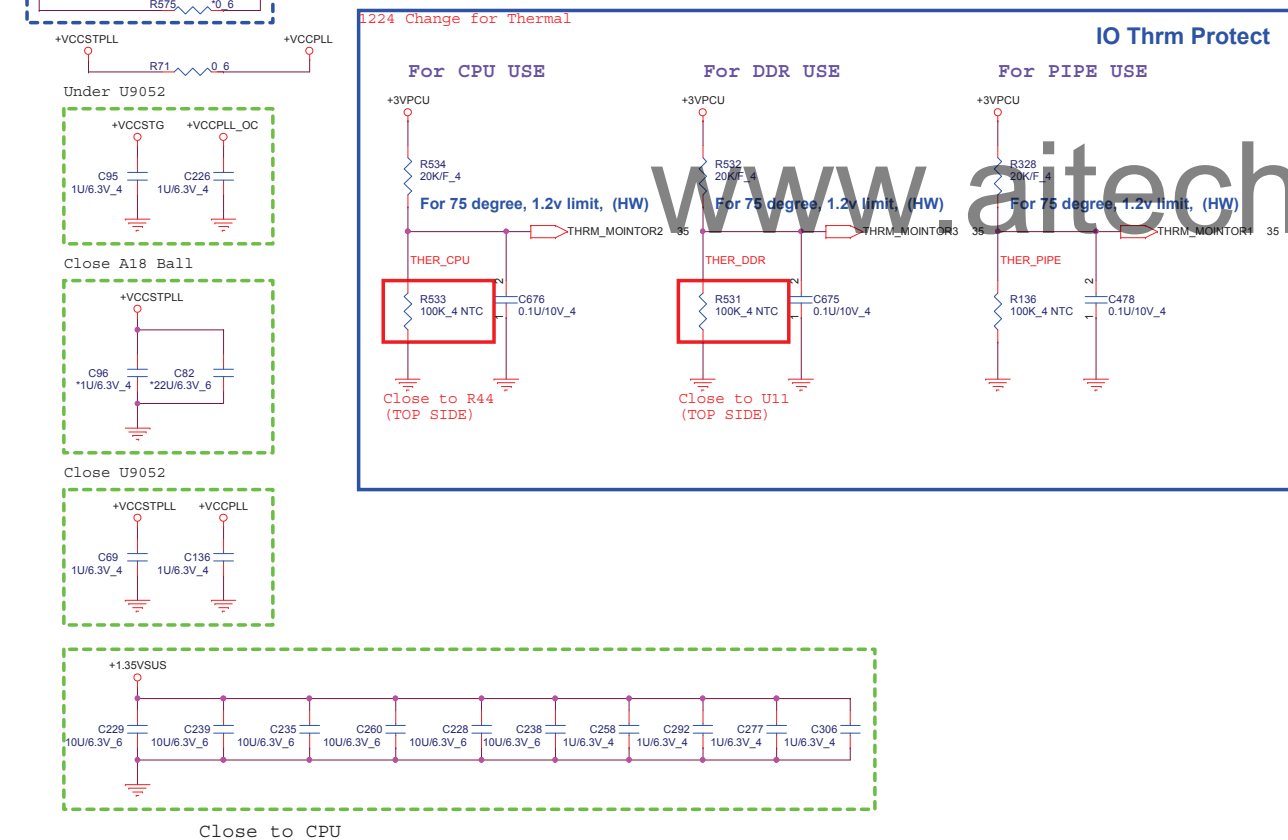 R575 *0_6
+VCCSTPLL +VCCPLL
R71 0_6
Under U9052
+VCCSTG +VCCPLL_OC
C95
1U/6.3V_4
C226
1U/6.3V_4
Close A18 Ball
+VCCSTPLL
C96
*1U/6.3V_4
C82
*22U/6.3V_6
Close U9052
+VCCSTPLL +VCCPLL
C69
1U/6.3V_4
C136
1U/6.3V_4
1224 Change for Thermal
IO Thrm Protect
For CPU USE
+3VPCU
R534
20K/F_4
For 75 degree, 1.2v limit, (HW)
THRM_MOINTOR2 35
THER_CPU
R533
100K_4 NTC
2
1
C676
0.1U/10V_4
Close to R44
(TOP SIDE)
For DDR USE
+3VPCU
R532
20K/F_4
For 75 degree, 1.2v limit, (HW)
THRM_MOINTOR3 35
THER_DDR
R531
100K_4 NTC
2
1
C675
0.1U/10V_4
Close to U11
(TOP SIDE)
For PIPE USE
+3VPCU
R328
20K/F_4
For 75 degree, 1.2v limit, (HW)
THRM_MOINTOR1 35
THER_PIPE
R136
100K_4 NTC
2
1
C478
0.1U/10V_4
www.aitech
+1.35VSUS
C229
10U/6.3V_6
C239
10U/6.3V_6
C235
10U/6.3V_6
C260
10U/6.3V_6
C228
10U/6.3V_6
C238
10U/6.3V_6
C258
1U/6.3V_4
C292
1U/6.3V_4
C277
1U/6.3V_4
C306
1U/6.3V_4
Close to CPU